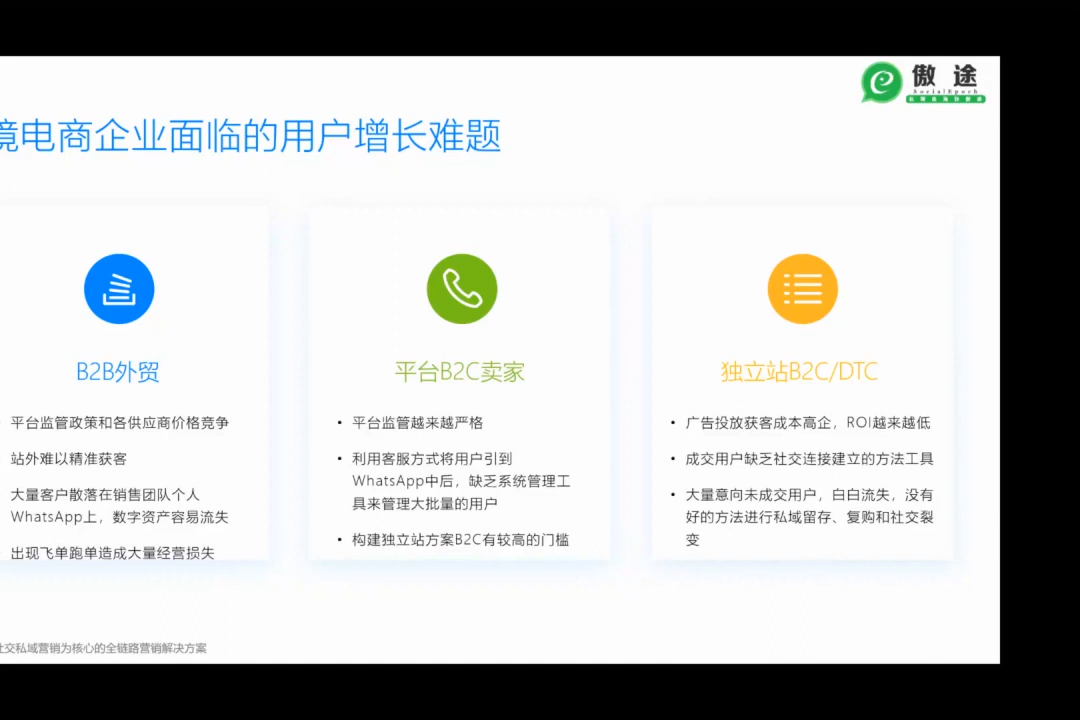 傲途
SocialEpoch
境电商企业面临的用户增长难题
B2B外贸
平台监管政策和各供应商价格竞争
站外难以精准获客
大量客户散落在销售团队个人
WhatsApp上，数字资产容易流失
出现飞单跑单造成大量经营损失
平台B2C卖家
• 平台监管越来越严格
• 利用客服方式将用户引到
WhatsApp中后，缺乏系统管理工
具来管理大批量的用户
• 构建独立站方案B2C有较高的门槛
独立站B2C/DTC
• 广告投放获客成本高企，ROI越来越低
• 成交用户缺乏社交连接建立的方法工具
• 大量意向未成交用户，白白流失，没有
好的方法进行私域留存、复购和社交裂
变
社交私域营销为核心的全链路营销解决方案